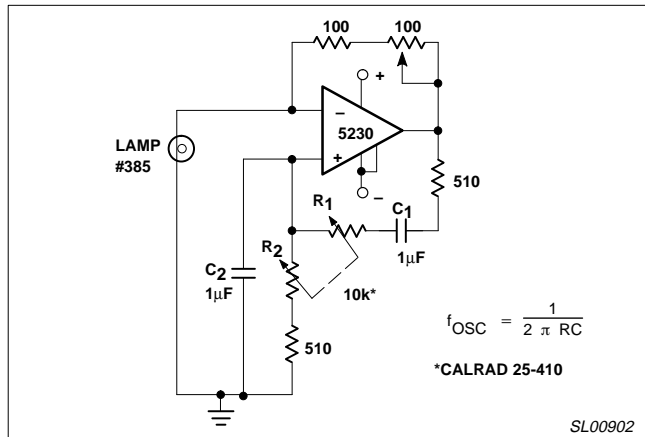 100 100
+
−
5230
LAMP
#385
+
−
510
R1
C1
R2
C2
1µF
1µF
10k*
510
fOSC = 1 / 2 π RC
*CALRAD 25-410
SL00902